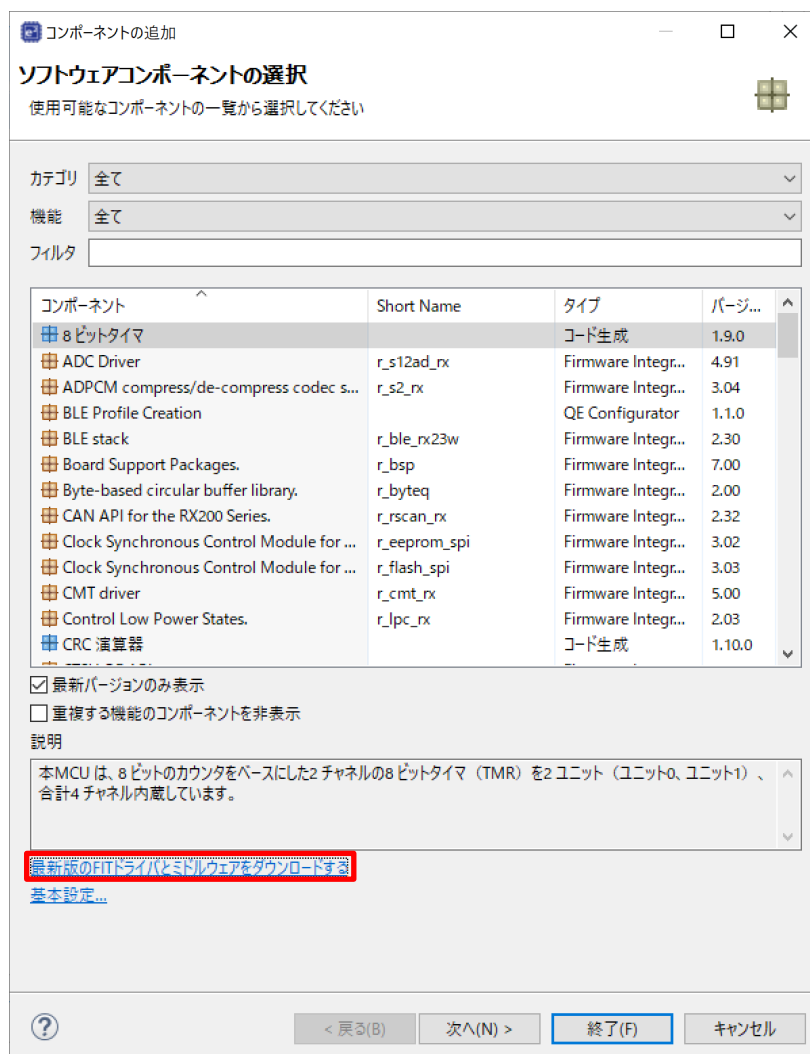 コンポーネントの追加
ソフトウェアコンポーネントの選択
使用可能なコンポーネントの一覧から選択してください
カテゴリ 全て
機能 全て
フィルタ
コンポーネント Short Name タイプ バージ...
8 ビットタイマ コード生成 1.9.0
ADC Driver r_s12ad_rx Firmware Integr... 4.91
ADPCM compress/de-compress codec s... r_s2_rx Firmware Integr... 3.04
BLE Profile Creation QE Configurator 1.1.0
BLE stack r_ble_rx23w Firmware Integr... 2.30
Board Support Packages. r_bsp Firmware Integr... 7.00
Byte-based circular buffer library. r_byteq Firmware Integr... 2.00
CAN API for the RX200 Series. r_rscan_rx Firmware Integr... 2.32
Clock Synchronous Control Module for ... r_eeprom_spi Firmware Integr... 3.02
Clock Synchronous Control Module for ... r_flash_spi Firmware Integr... 3.03
CMT driver r_cmt_rx Firmware Integr... 5.00
Control Low Power States. r_lpc_rx Firmware Integr... 2.03
CRC 演算器 コード生成 1.10.0
最新バージョンのみ表示
重複する機能のコンポーネントを非表示
説明
本MCU は、8 ビットのカウンタをベースにした2 チャネルの8 ビットタイマ（TMR）を2 ユニット（ユニット0、ユニット1）、
合計4 チャネル内蔵しています。
最新版のFITドライバとミドルウェアをダウンロードする
基本設定...
< 戻る(B) 次へ(N) > 終了(F) キャンセル